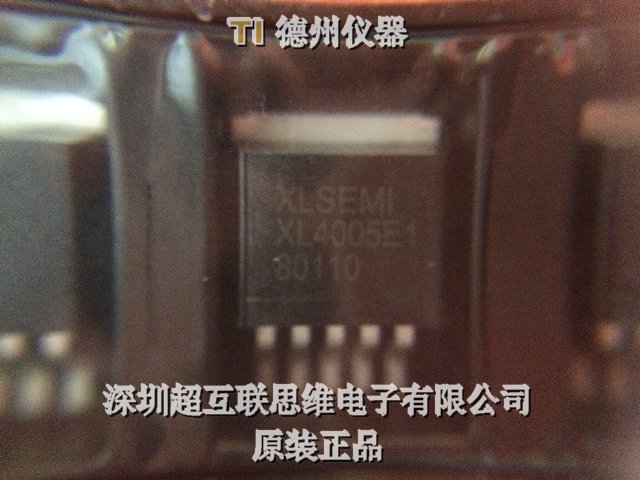 TI 德州仪器
XLSEMI
XL4005E1
80110
深圳超互联思维电子有限公司
原装正品